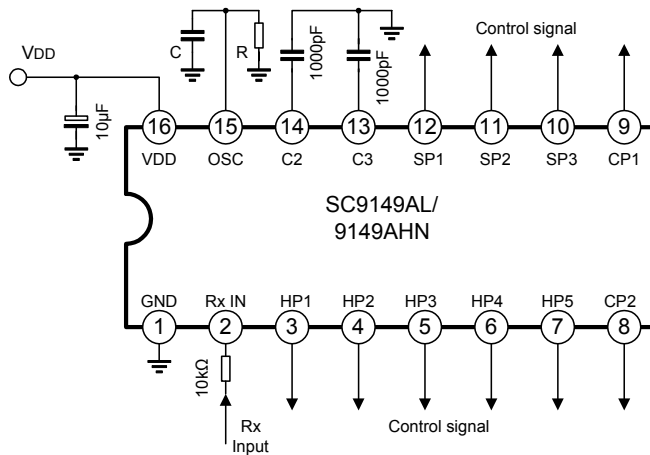 VDD
10µF
C
R
1000pF
1000pF
Control signal
16 15 14 13 12 11 10 9
VDD OSC C2 C3 SP1 SP2 SP3 CP1
SC9149AL/
9149AHN
GND Rx IN HP1 HP2 HP3 HP4 HP5 CP2
1 2 3 4 5 6 7 8
10kΩ
Rx
Input
Control signal